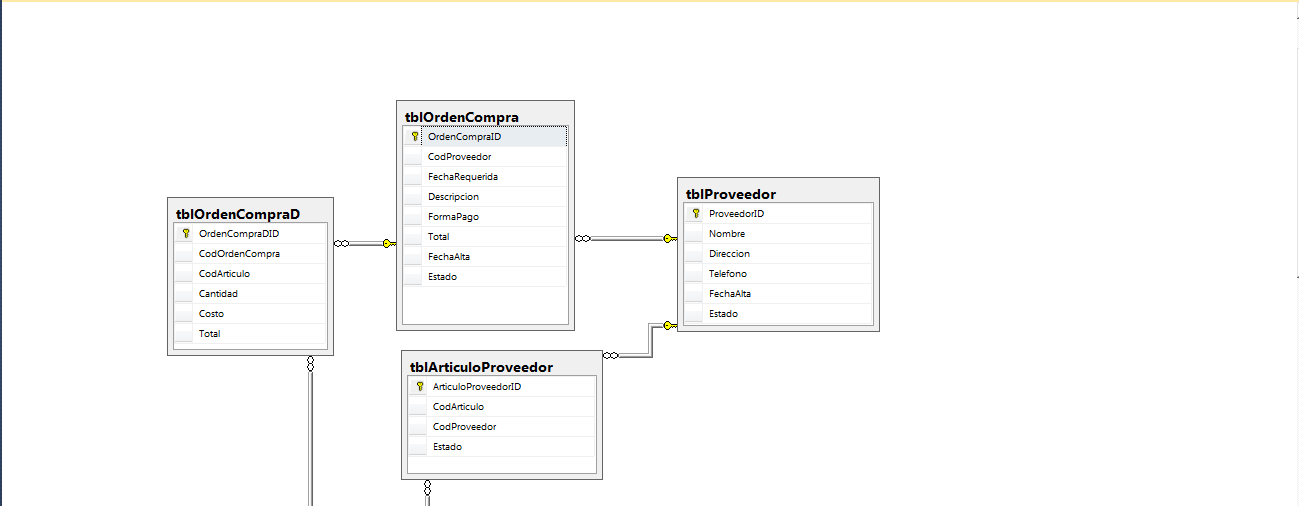 tblOrdenCompra
OrdenCompraID
CodProveedor
FechaRequerida
Descripcion
FormaPago
Total
FechaAlta
Estado
tblProveedor
ProveedorID
Nombre
Direccion
Telefono
FechaAlta
Estado
tblOrdenCompraD
OrdenCompraDID
CodOrdenCompra
CodArticulo
Cantidad
Costo
Total
tblArticuloProveedor
ArticuloProveedorID
CodArticulo
CodProveedor
Estado